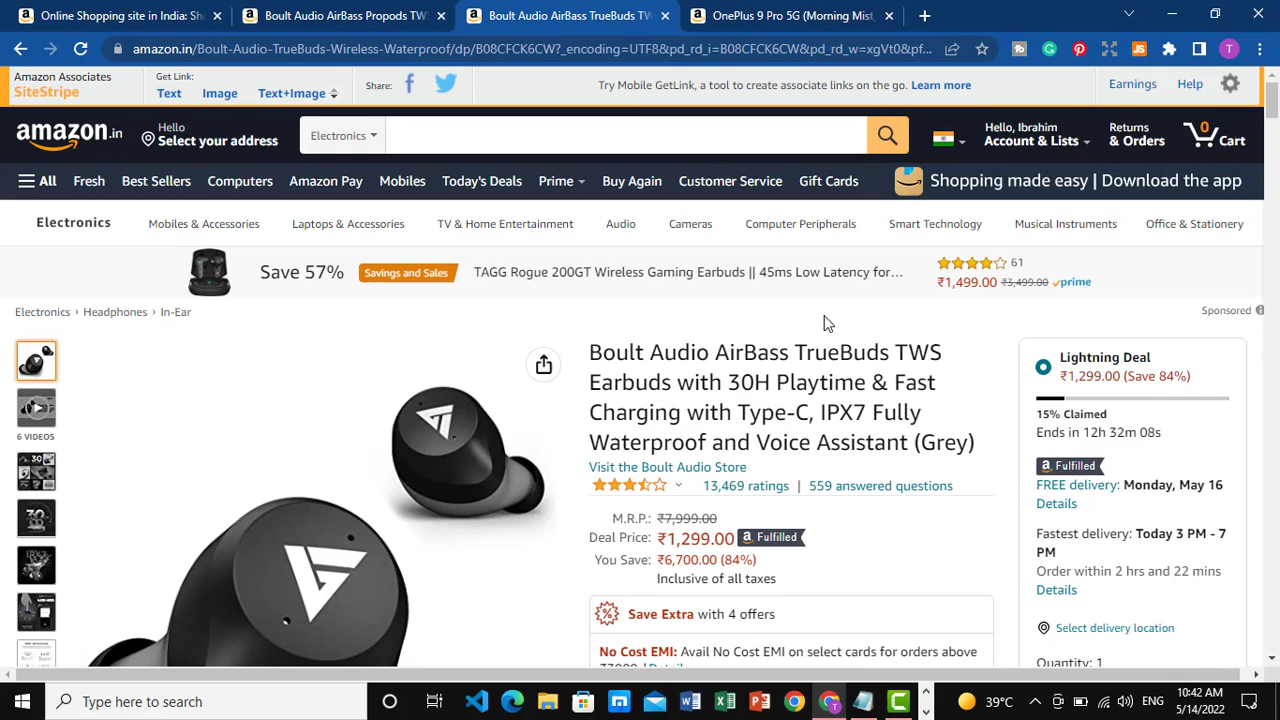 Online Shopping site in India: Sh
Boult Audio AirBass Propods TWS
Boult Audio AirBass TrueBuds TW
OnePlus 9 Pro 5G (Morning Mist,
amazon.in/Boult-Audio-TrueBuds-Wireless-Waterproof/dp/B08CFCK6CW?_encoding=UTF8&pd_rd_i=B08CFCK6CW&pd_rd_w=xgVt0&pf...
Amazon Associates
SiteStripe
Get Link:
Text Image Text+Image
Share:
Try Mobile GetLink, a tool to create associate links on the go. Learn more
Earnings Help
amazon.in
Hello
Select your address
Electronics
Hello, Ibrahim
Account & Lists
Returns
& Orders
0
Cart
All Fresh Best Sellers Computers Amazon Pay Mobiles Today's Deals Prime Buy Again Customer Service Gift Cards
Shopping made easy | Download the app
Electronics Mobiles & Accessories Laptops & Accessories TV & Home Entertainment Audio Cameras Computer Peripherals Smart Technology Musical Instruments Office & Stationery
Save 57%
Savings and Sales
TAGG Rogue 200GT Wireless Gaming Earbuds || 45ms Low Latency for...
61
₹1,499.00 ₹3,499.00 prime
Sponsored
Electronics › Headphones › In-Ear
6 VIDEOS
30
Boult Audio AirBass TrueBuds TWS
Earbuds with 30H Playtime & Fast
Charging with Type-C, IPX7 Fully
Waterproof and Voice Assistant (Grey)
Visit the Boult Audio Store
13,469 ratings | 559 answered questions
M.R.P.: ₹7,999.00
Deal Price: ₹1,299.00 Fulfilled
You Save: ₹6,700.00 (84%)
Inclusive of all taxes
Save Extra with 4 offers
No Cost EMI: Avail No Cost EMI on select cards for orders above
Lightning Deal
₹1,299.00 (Save 84%)
15% Claimed
Ends in 12h 32m 08s
Fulfilled
FREE delivery: Monday, May 16
Details
Fastest delivery: Today 3 PM - 7
PM
Order within 2 hrs and 22 mins
Details
Select delivery location
Quantity: 1
Type here to search
39°C
ENG
10:42 AM
5/14/2022